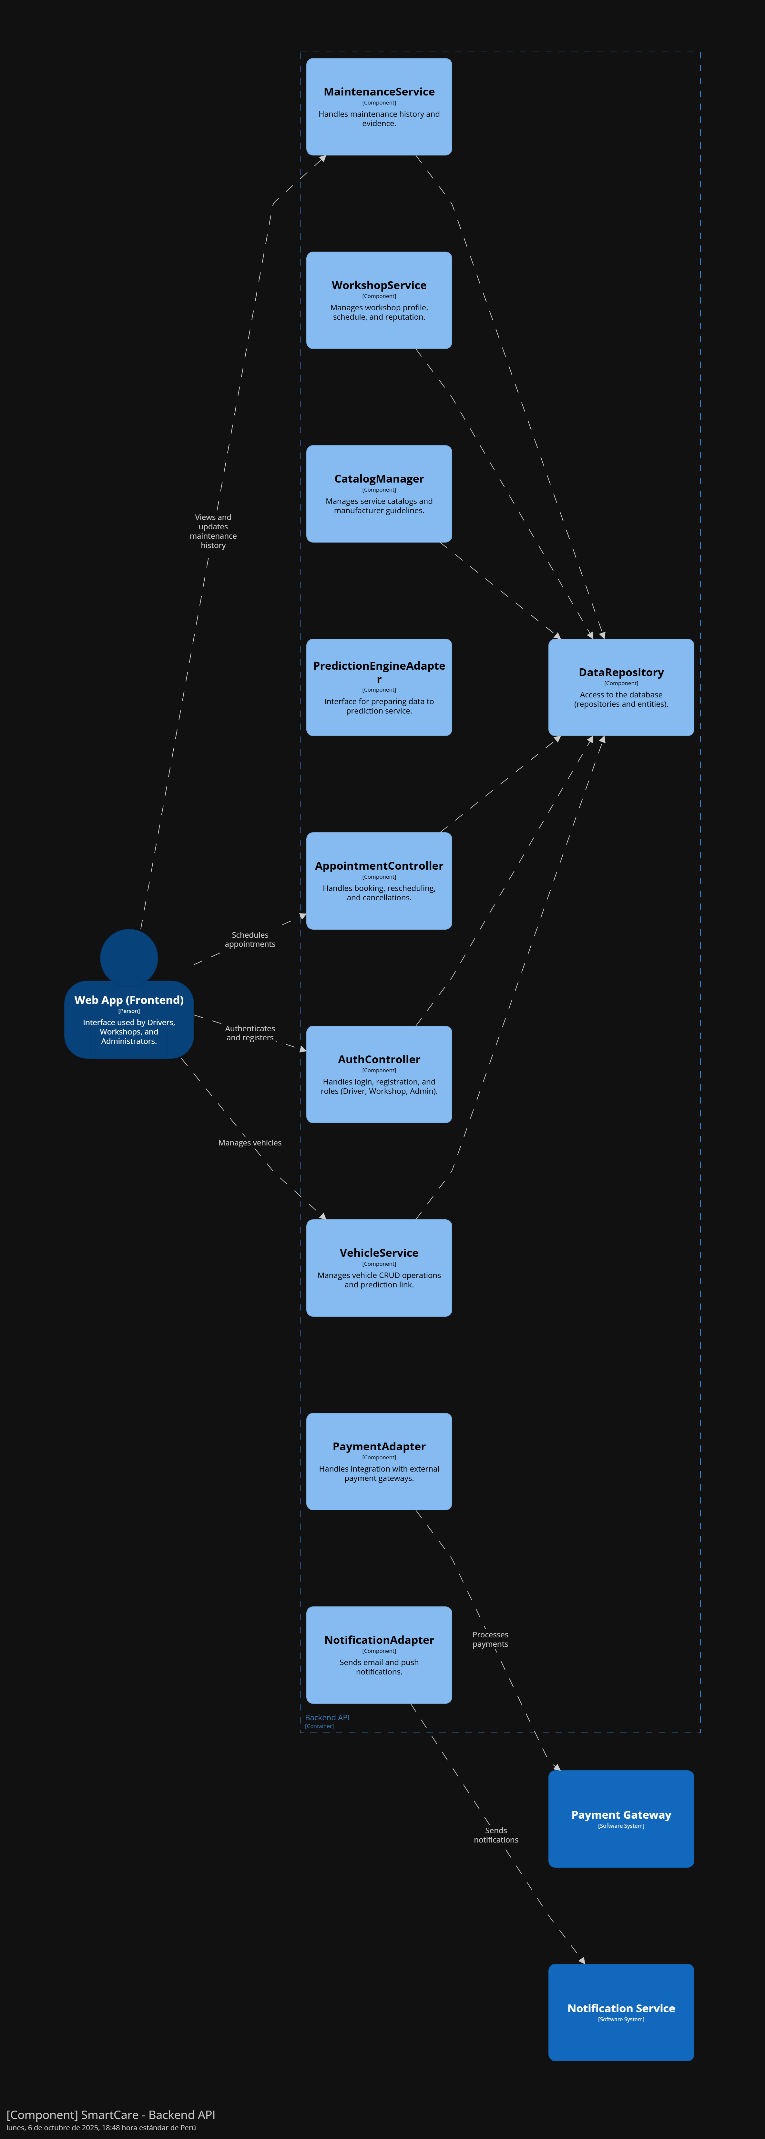 MaintenanceService
[Component]
Handles maintenance history and
evidence.
WorkshopService
[Component]
Manages workshop profile,
schedule, and reputation.
CatalogManager
[Component]
Manages service catalogs and
manufacturer guidelines.
Views and
updates
maintenance
history
PredictionEngineAdapte
r
[Component]
Interface for preparing data to
prediction service.
DataRepository
[Component]
Access to the database
(repositories and entities).
AppointmentController
[Component]
Handles booking, rescheduling,
and cancellations.
Schedules
appointments
Web App (Frontend)
[Person]
Interface used by Drivers,
Workshops, and
Administrators.
Authenticates
and registers
AuthController
[Component]
Handles login, registration, and
roles (Driver, Workshop, Admin).
Manages vehicles
VehicleService
[Component]
Manages vehicle CRUD operations
and prediction link.
PaymentAdapter
[Component]
Handles integration with external
payment gateways.
Processes
payments
NotificationAdapter
[Component]
Sends email and push
notifications.
Backend API
[Container]
Payment Gateway
[Software System]
Sends
notifications
Notification Service
[Software System]
[Component] SmartCare - Backend API
lunes, 6 de octubre de 2025, 18:48 hora estándar de Perú